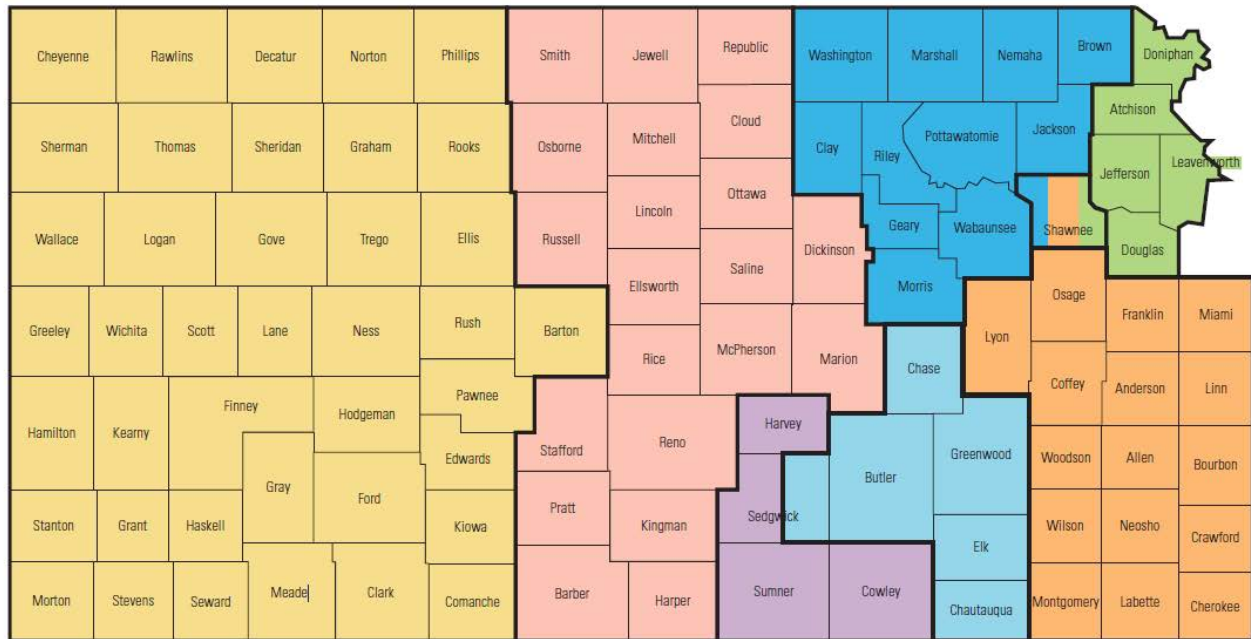 Cheyenne
Rawlins
Decatur
Norton
Phillips
Smith
Jewell
Republic
Washington
Marshall
Nemaha
Brown
Doniphan
Sherman
Thomas
Sheridan
Graham
Rooks
Osborne
Mitchell
Cloud
Clay
Riley
Pottawatomie
Jackson
Atchison
Jefferson
Leavenworth
Wallace
Logan
Gove
Trego
Ellis
Russell
Lincoln
Ottawa
Saline
Dickinson
Geary
Wabaunsee
Shawnee
Douglas
Ellsworth
Morris
Greeley
Wichita
Scott
Lane
Ness
Rush
Barton
Rice
McPherson
Marion
Chase
Lyon
Osage
Franklin
Miami
Hamilton
Kearny
Finney
Hodgeman
Pawnee
Edwards
Stafford
Reno
Harvey
Butler
Greenwood
Coffey
Anderson
Linn
Woodson
Allen
Bourbon
Gray
Ford
Stanton
Grant
Haskell
Kiowa
Pratt
Kingman
Sedgwick
Elk
Wilson
Neosho
Crawford
Morton
Stevens
Seward
Meade
Clark
Comanche
Barber
Harper
Sumner
Cowley
Chautauqua
Montgomery
Labette
Cherokee